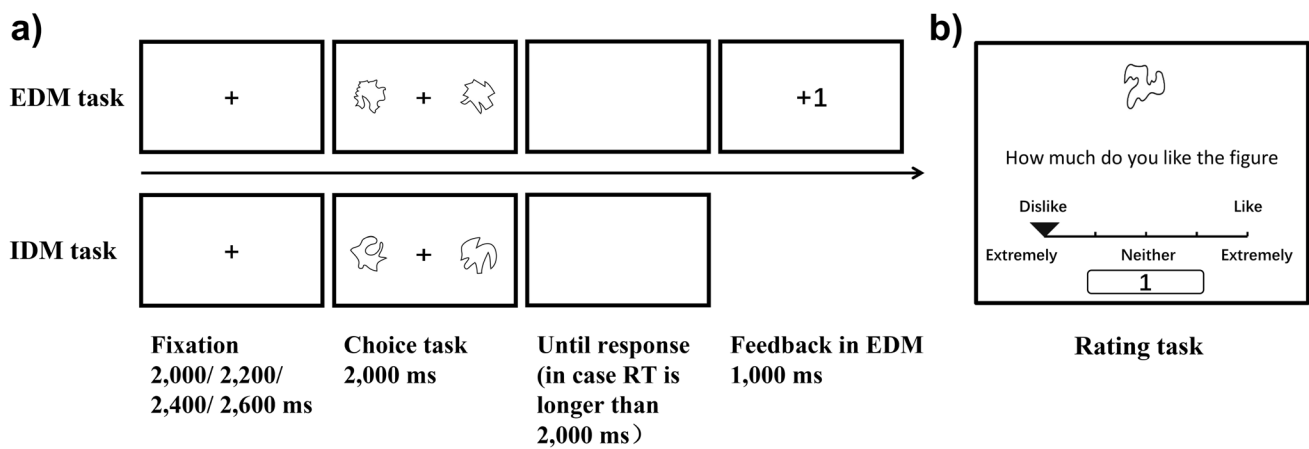 a)
EDM task
+
+
+1
IDM task
+
+
Fixation
2,000/ 2,200/
2,400/ 2,600 ms
Choice task
2,000 ms
Until response
(in case RT is
longer than
2,000 ms）
Feedback in EDM
1,000 ms
b)
How much do you like the figure
Dislike Like
Extremely Neither Extremely
1
Rating task